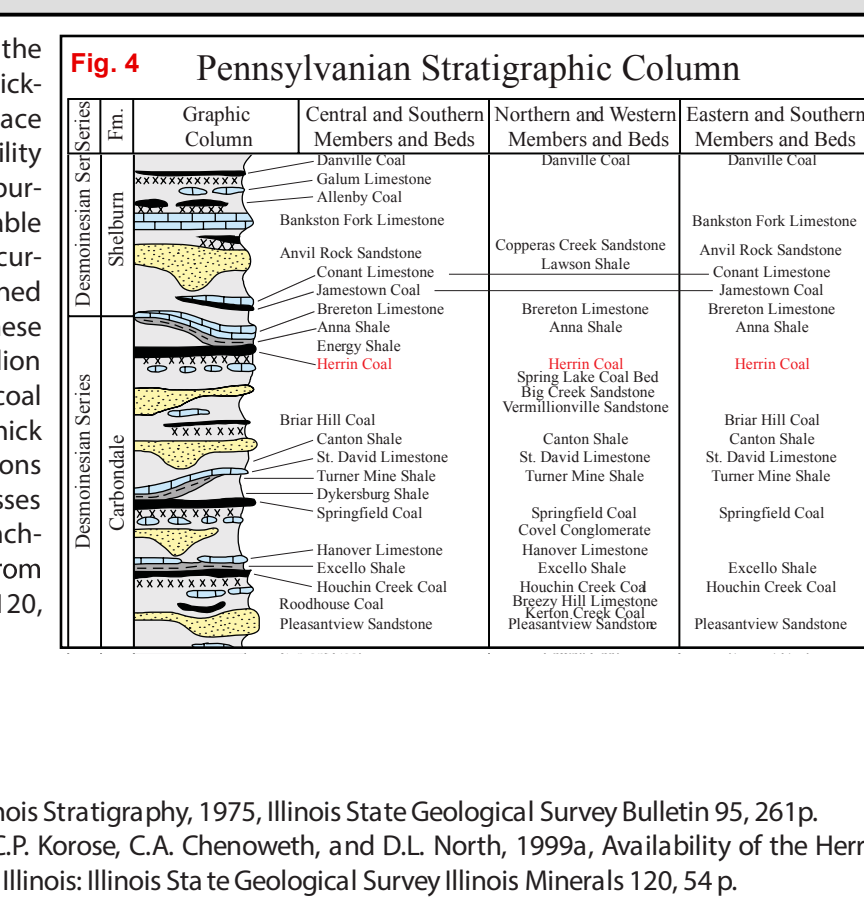 the
Fig. 4
Pennsylvanian Stratigraphic Column
ick-
ace
ility
our-
able
cur-
ned
nese
lion
coal
nick
ons
sses
ach-
rom
120,
Series
Fm.
Graphic
Column
Central and Southern
Members and Beds
Northern and Western
Members and Beds
Eastern and Southern
Members and Beds
Desmoinesian Series
Shelburn
Desmoinesian Series
Carbondale
Danville Coal
Galum Limestone
Allenby Coal
Bankston Fork Limestone
Anvil Rock Sandstone
Conant Limestone
Jamestown Coal
Brereton Limestone
Anna Shale
Energy Shale
Herrin Coal
Briar Hill Coal
Canton Shale
St. David Limestone
Turner Mine Shale
Dykersburg Shale
Springfield Coal
Hanover Limestone
Excello Shale
Houchin Creek Coal
Roodhouse Coal
Pleasantview Sandstone
Danville Coal
Copperas Creek Sandstone
Lawson Shale
Brereton Limestone
Anna Shale
Herrin Coal
Spring Lake Coal Bed
Big Creek Sandstone
Vermillionville Sandstone
Canton Shale
St. David Limestone
Turner Mine Shale
Springfield Coal
Covel Conglomerate
Hanover Limestone
Excello Shale
Houchin Creek Coal
Breezy Hill Limestone
Kerton Creek Coal
Pleasantview Sandstone
Danville Coal
Bankston Fork Limestone
Anvil Rock Sandstone
Conant Limestone
Jamestown Coal
Brereton Limestone
Anna Shale
Herrin Coal
Briar Hill Coal
Canton Shale
St. David Limestone
Turner Mine Shale
Springfield Coal
Excello Shale
Houchin Creek Coal
Pleasantview Sandstone
nois Stratigraphy, 1975, Illinois State Geological Survey Bulletin 95, 261p.
C.P. Korose, C.A. Chenoweth, and D.L. North, 1999a, Availability of the Herr
Illinois: Illinois State Geological Survey Illinois Minerals 120, 54 p.